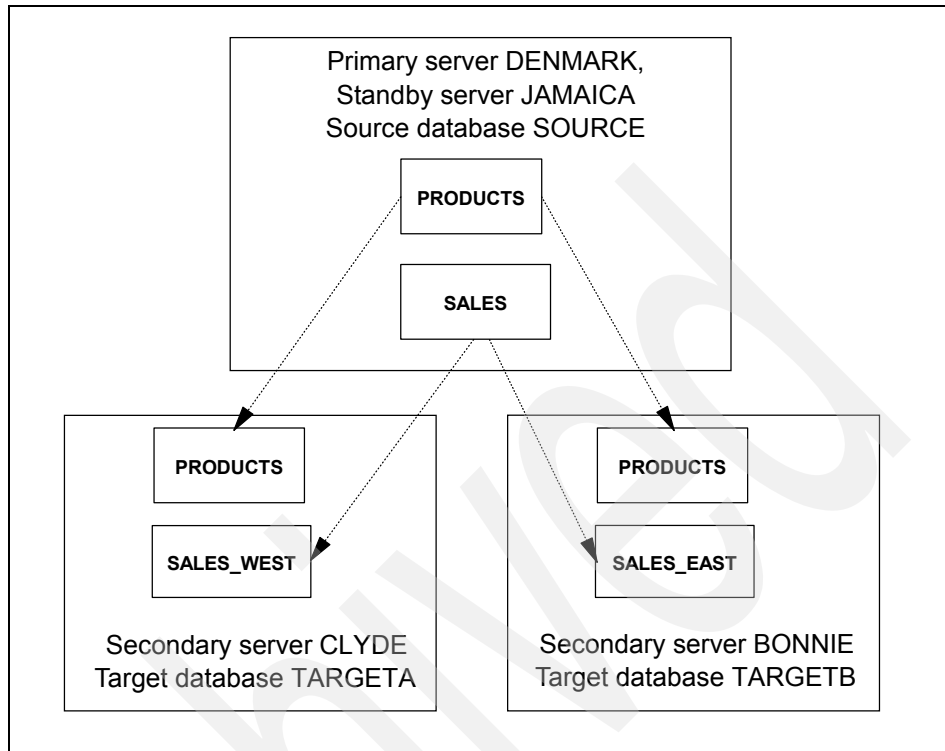 Primary server DENMARK,
Standby server JAMAICA
Source database SOURCE
PRODUCTS
SALES
PRODUCTS
SALES_WEST
Secondary server CLYDE
Target database TARGETA
PRODUCTS
SALES_EAST
Secondary server BONNIE
Target database TARGETB